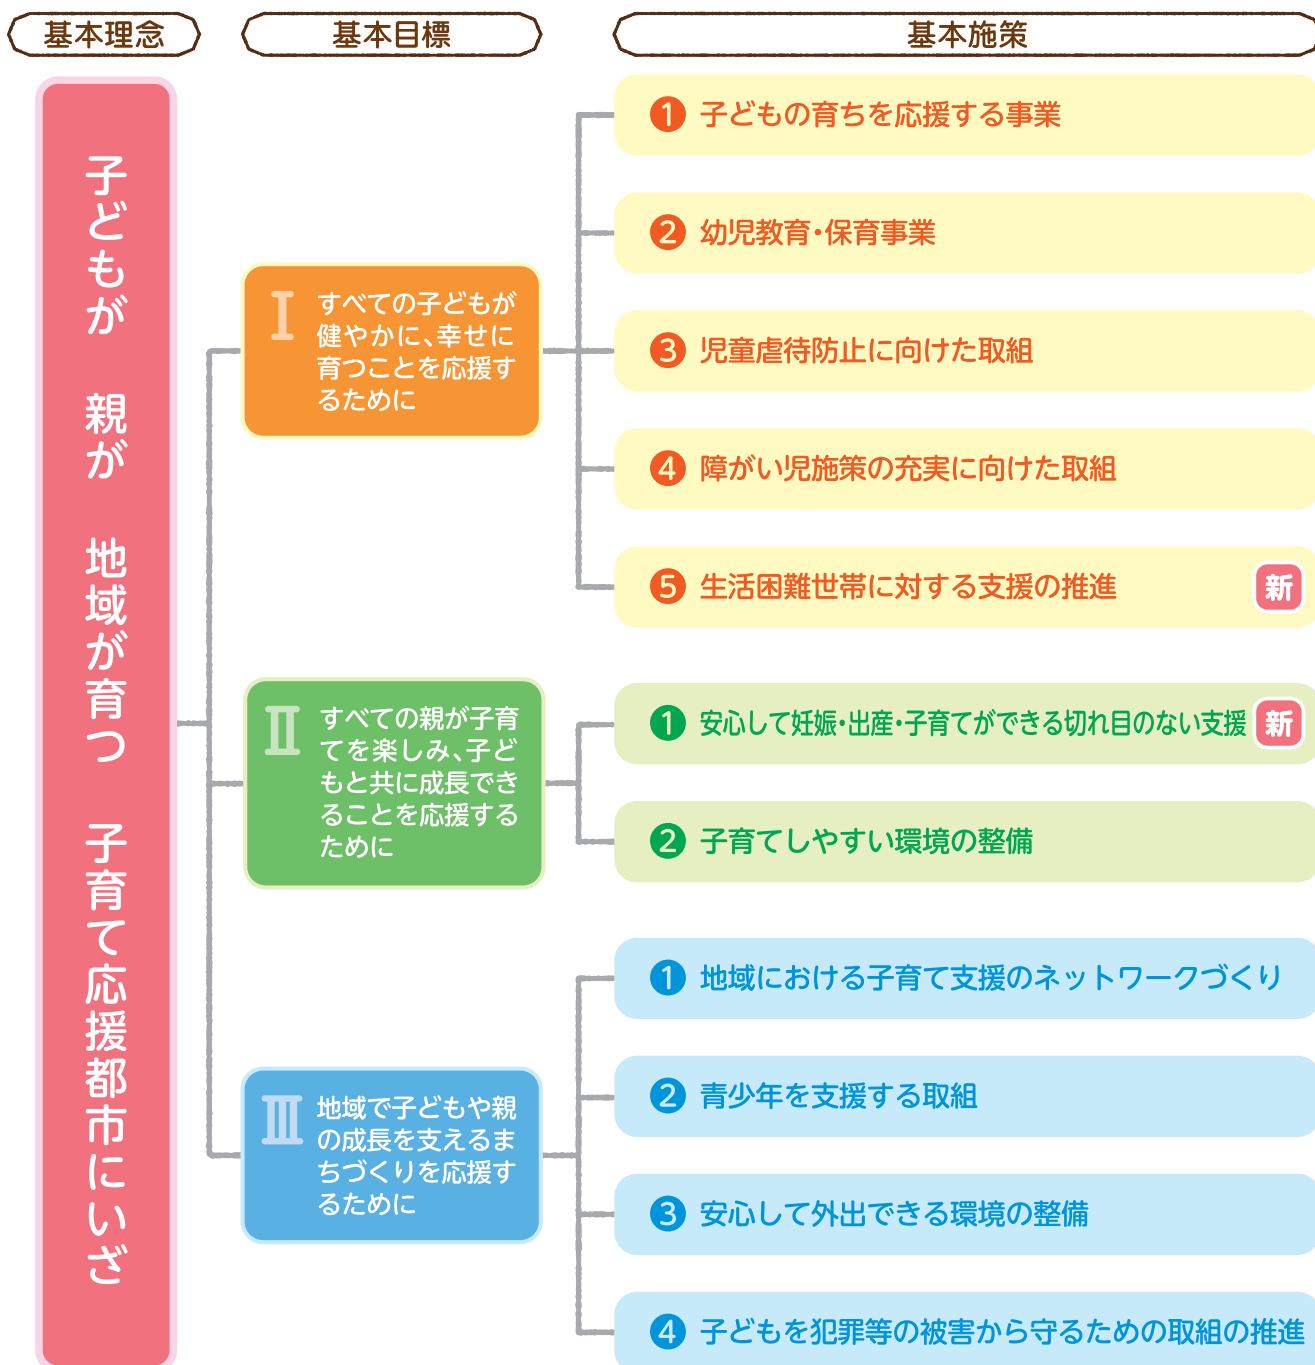 基本理念
基本目標
基本施策
子どもが 親が 地域が育つ 子育て応援都市にいざ
Ⅰ
すべての子どもが
健やかに、幸せに
育つことを応援す
るために
❶ 子どもの育ちを応援する事業
❷ 幼児教育・保育事業
❸ 児童虐待防止に向けた取組
❹ 障がい児施策の充実に向けた取組
❺ 生活困難世帯に対する支援の推進 新
Ⅱ
すべての親が子育
てを楽しみ、子ど
もと共に成長でき
ることを応援する
ために
❶ 安心して妊娠・出産・子育てができる切れ目のない支援 新
❷ 子育てしやすい環境の整備
Ⅲ
地域で子どもや親
の成長を支えるま
ちづくりを応援す
るために
❶ 地域における子育て支援のネットワークづくり
❷ 青少年を支援する取組
❸ 安心して外出できる環境の整備
❹ 子どもを犯罪等の被害から守るための取組の推進